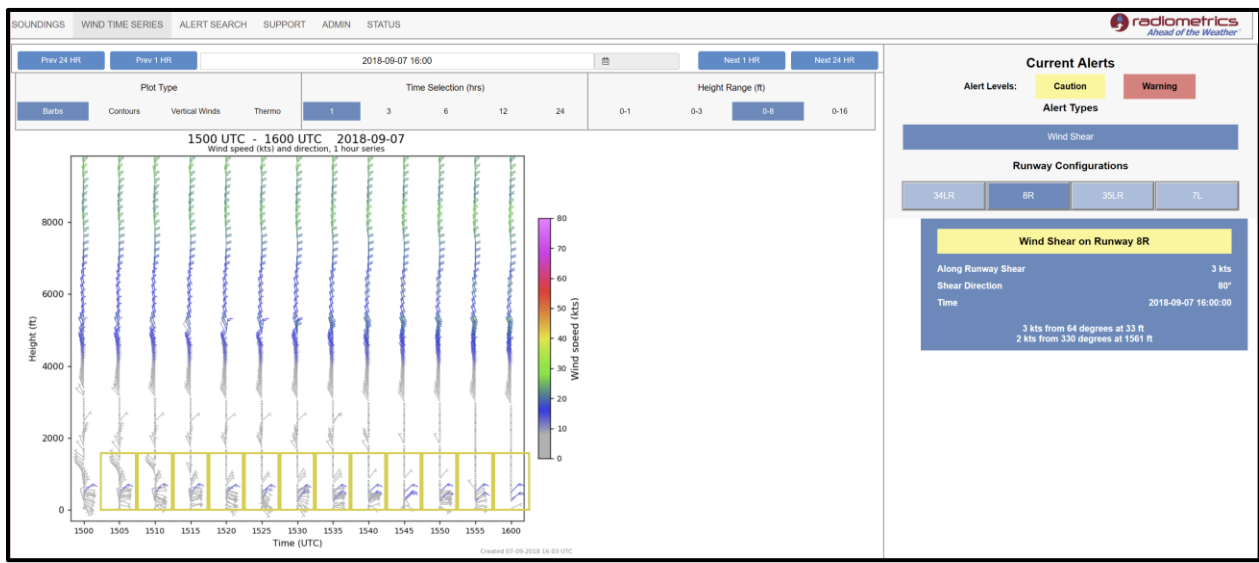 SOUNDINGS WIND TIME SERIES ALERT SEARCH SUPPORT ADMIN STATUS
radiometrics
Ahead of the Weather
Prev 24 HR Prev 1 HR 2018-09-07 16:00 Next 1 HR Next 24 HR
Plot Type Time Selection (hrs) Height Range (ft)
Barbs Contours Vertical Winds Thermo 1 3 6 12 24 0-1 0-3 0-8 0-16
1500 UTC - 1600 UTC 2018-09-07
Wind speed (kts) and direction, 1 hour series
8000
6000
4000
2000
0
Height (ft)
1500 1505 1510 1515 1520 1525 1530 1535 1540 1545 1550 1555 1600
Time (UTC)
Created 07-09-2018 16:03 UTC
80
70
60
50
40
30
20
10
0
Wind speed (kts)
Current Alerts
Alert Levels: Caution Warning
Alert Types
Wind Shear
Runway Configurations
34LR 8R 35LR 7L
Wind Shear on Runway 8R
Along Runway Shear 3 kts
Shear Direction 80°
Time 2018-09-07 16:00:00
3 kts from 64 degrees at 33 ft
2 kts from 330 degrees at 1561 ft